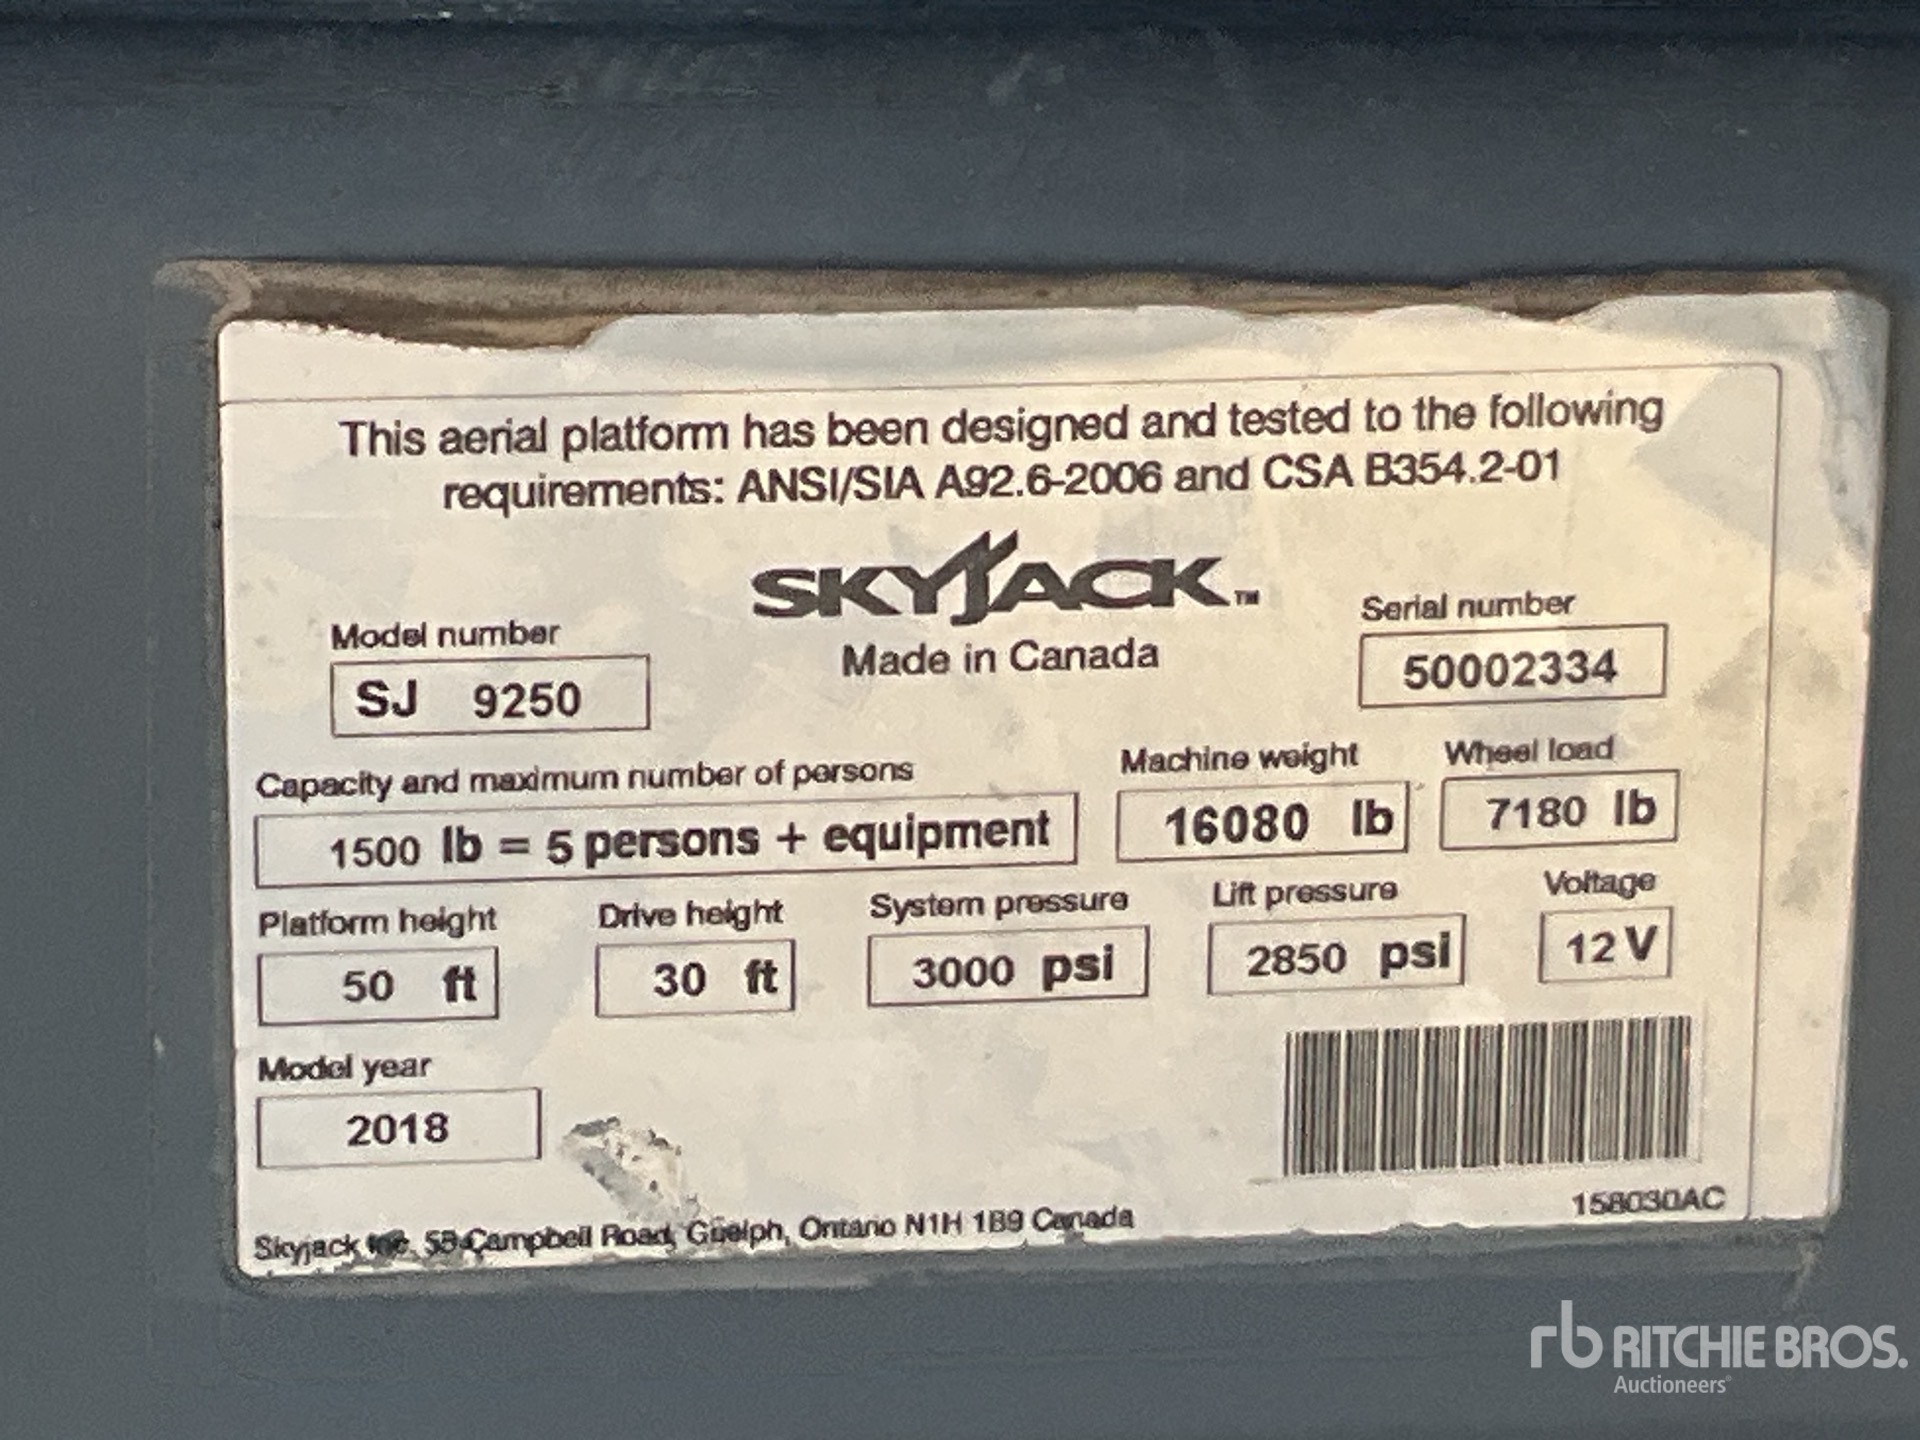 This aerial platform has been designed and tested to the following
requirements: ANSI/SIA A92.6-2006 and CSA B354.2-01
SKYJACK™
Made in Canada
Model number
SJ 9250
Serial number
50002334
Capacity and maximum number of persons
1500 lb = 5 persons + equipment
Machine weight
16080 lb
Wheel load
7180 lb
Platform height
50 ft
Drive height
30 ft
System pressure
3000 psi
Lift pressure
2850 psi
Voltage
12 V
Model year
2018
158030AC
Skyjack Inc. Campbell Road, Guelph, Ontario N1H 1B9 Canada
rb RITCHIE BROS.
Auctioneers®